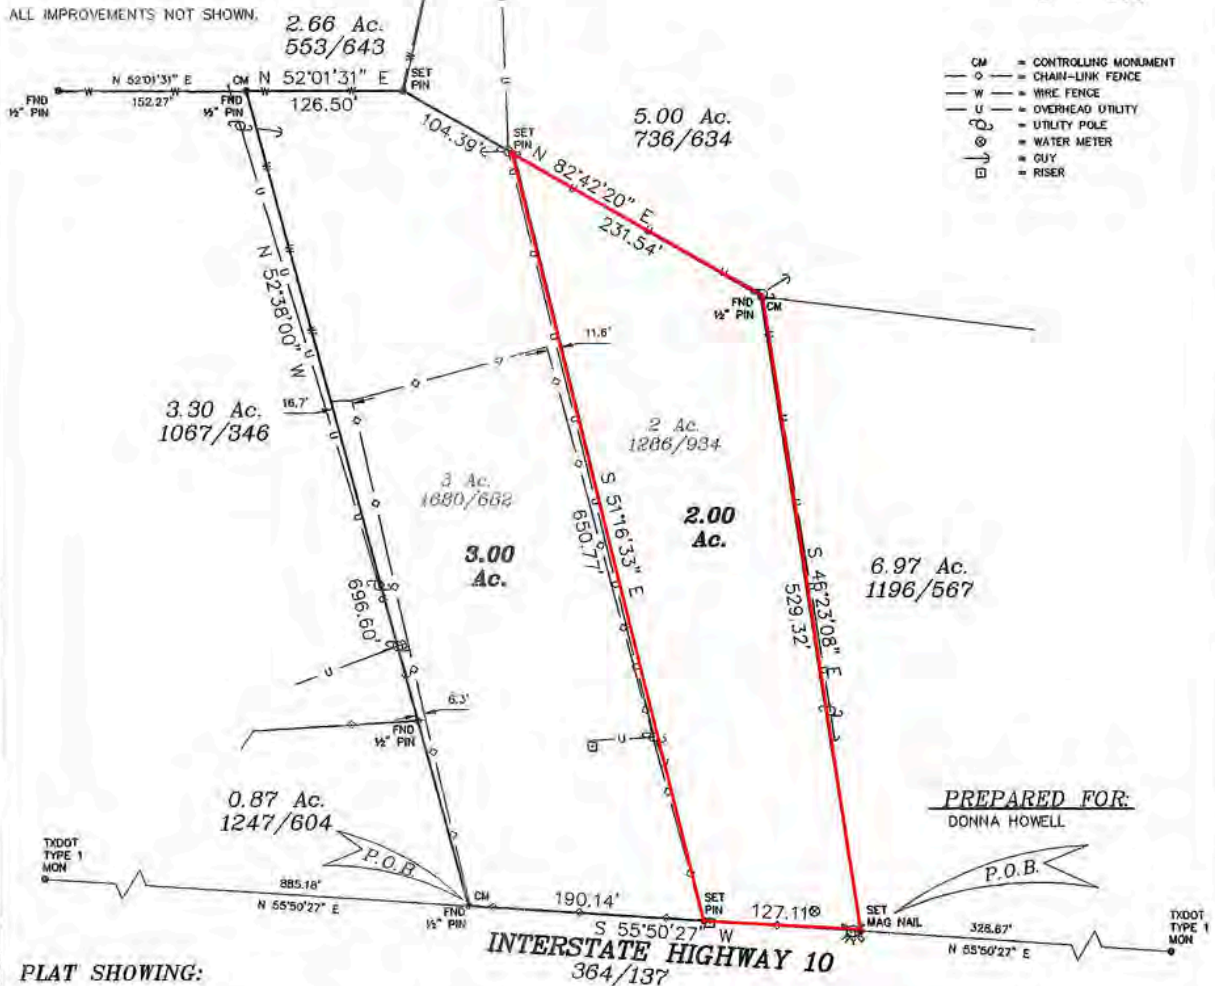 ALL IMPROVEMENTS NOT SHOWN.
2.66 Ac.
553/643
N 52°01'31" E
152.27'
FND
½" PIN
CM
FND
½" PIN
N 52°01'31" E
126.50'
SET
PIN
104.39'
SET
PIN
5.00 Ac.
736/634
CM = CONTROLLING MONUMENT
= CHAIN-LINK FENCE
W = WIRE FENCE
U = OVERHEAD UTILITY
= UTILITY POLE
= WATER METER
= GUY
= RISER
N 82°42'20" E
231.54'
FND
½" PIN
CM
N 52°38'00" W
696.60'
11.6'
16.7'
3.30 Ac.
1067/346
2 Ac.
1286/934
3 Ac.
1680/662
3.00
Ac.
S 51°16'33" E
650.77'
2.00
Ac.
S 46°23'08" E
529.32'
6.97 Ac.
1196/567
6.3'
FND
½" PIN
0.87 Ac.
1247/604
PREPARED FOR:
DONNA HOWELL
TXDOT
TYPE 1
MON
885.18'
N 55°50'27" E
P.O.B.
CM
FND
½" PIN
190.14'
S 55°50'27" W
SET
PIN
127.11'
SET
MAG NAIL
P.O.B.
328.67'
N 55°50'27" E
TXDOT
TYPE 1
MON
INTERSTATE HIGHWAY 10
364/137
PLAT SHOWING: